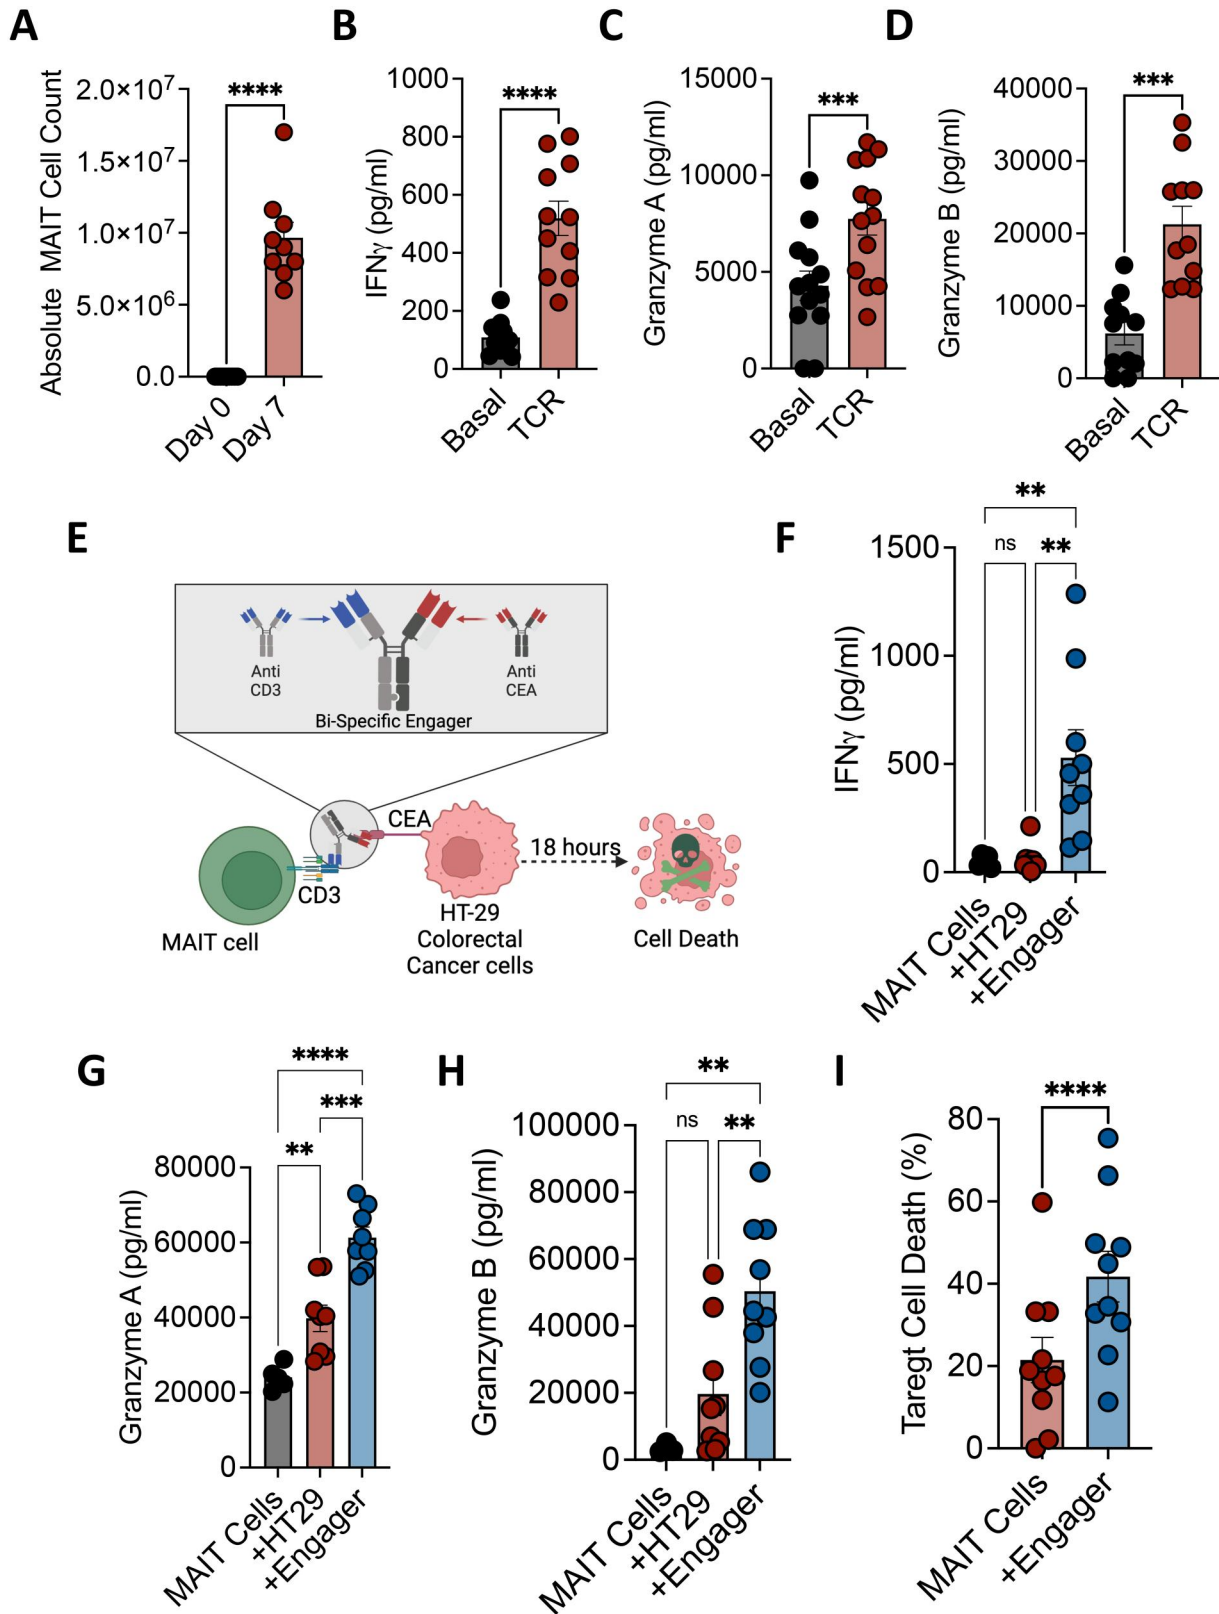 A
Absolute MAIT Cell Count
2.0×10⁷
1.5×10⁷
1.0×10⁷
5.0×10⁶
0.0
****
Day 0
Day 7
B
IFNγ (pg/ml)
1000
800
600
400
200
0
****
Basal
TCR
C
Granzyme A (pg/ml)
15000
10000
5000
0
***
Basal
TCR
D
Granzyme B (pg/ml)
40000
30000
20000
10000
0
***
Basal
TCR
E
Anti
CD3
Anti
CEA
Bi-Specific Engager
CEA
CD3
18 hours
MAIT cell
HT-29
Colorectal
Cancer cells
Cell Death
F
IFNγ (pg/ml)
1500
1000
500
0
**
ns
**
MAIT Cells
+HT29
+Engager
G
Granzyme A (pg/ml)
80000
60000
40000
20000
0
****
***
**
MAIT Cells
+HT29
+Engager
H
Granzyme B (pg/ml)
100000
80000
60000
40000
20000
0
**
ns
**
MAIT Cells
+HT29
+Engager
I
Taregt Cell Death (%)
80
60
40
20
0
****
MAIT Cells
+Engager